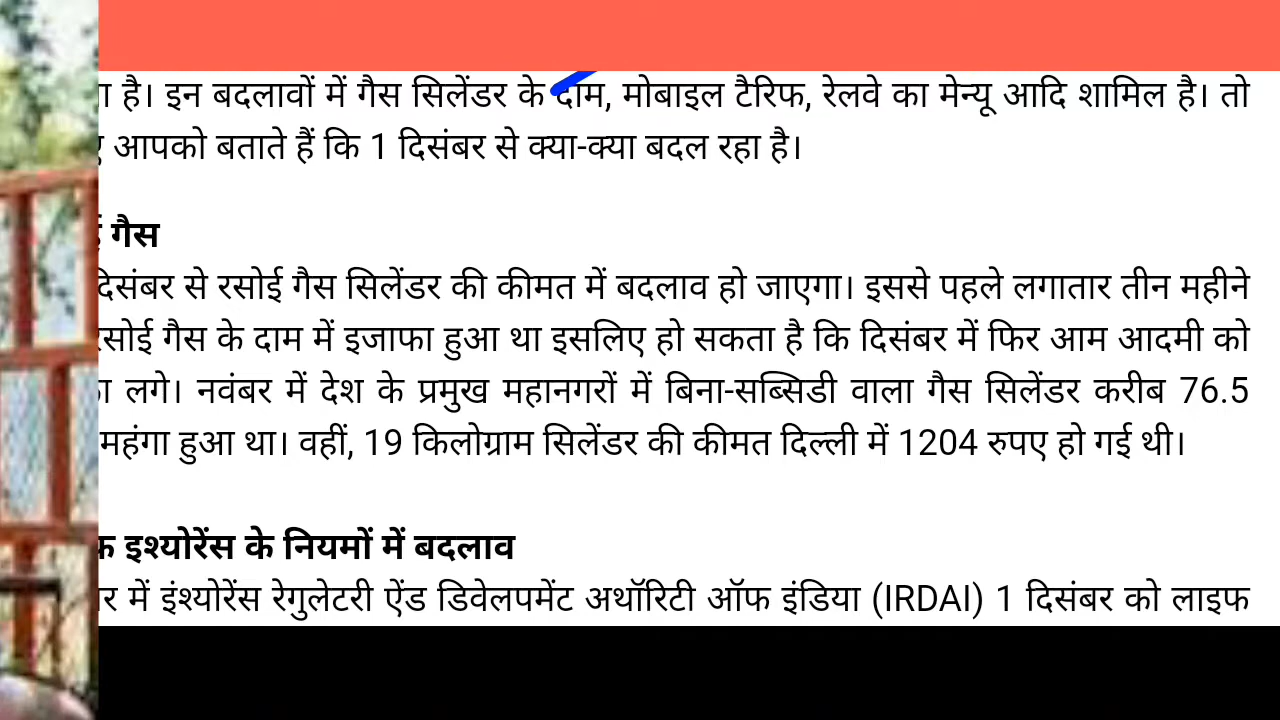 है। इन बदलावों में गैस सिलेंडर के दाम, मोबाइल टैरिफ, रेलवे का मेन्यू आदि शामिल है। तो
आपको बताते हैं कि 1 दिसंबर से क्या-क्या बदल रहा है।
गैस
दिसंबर से रसोई गैस सिलेंडर की कीमत में बदलाव हो जाएगा। इससे पहले लगातार तीन महीने
रसोई गैस के दाम में इजाफा हुआ था इसलिए हो सकता है कि दिसंबर में फिर आम आदमी को
लगे। नवंबर में देश के प्रमुख महानगरों में बिना-सब्सिडी वाला गैस सिलेंडर करीब 76.5
महंगा हुआ था। वहीं, 19 किलोग्राम सिलेंडर की कीमत दिल्ली में 1204 रुपए हो गई थी।
इश्योरेंस के नियमों में बदलाव
में इंश्योरेंस रेगुलेटरी ऐंड डिवेलपमेंट अथॉरिटी ऑफ इंडिया (IRDAI) 1 दिसंबर को लाइफ